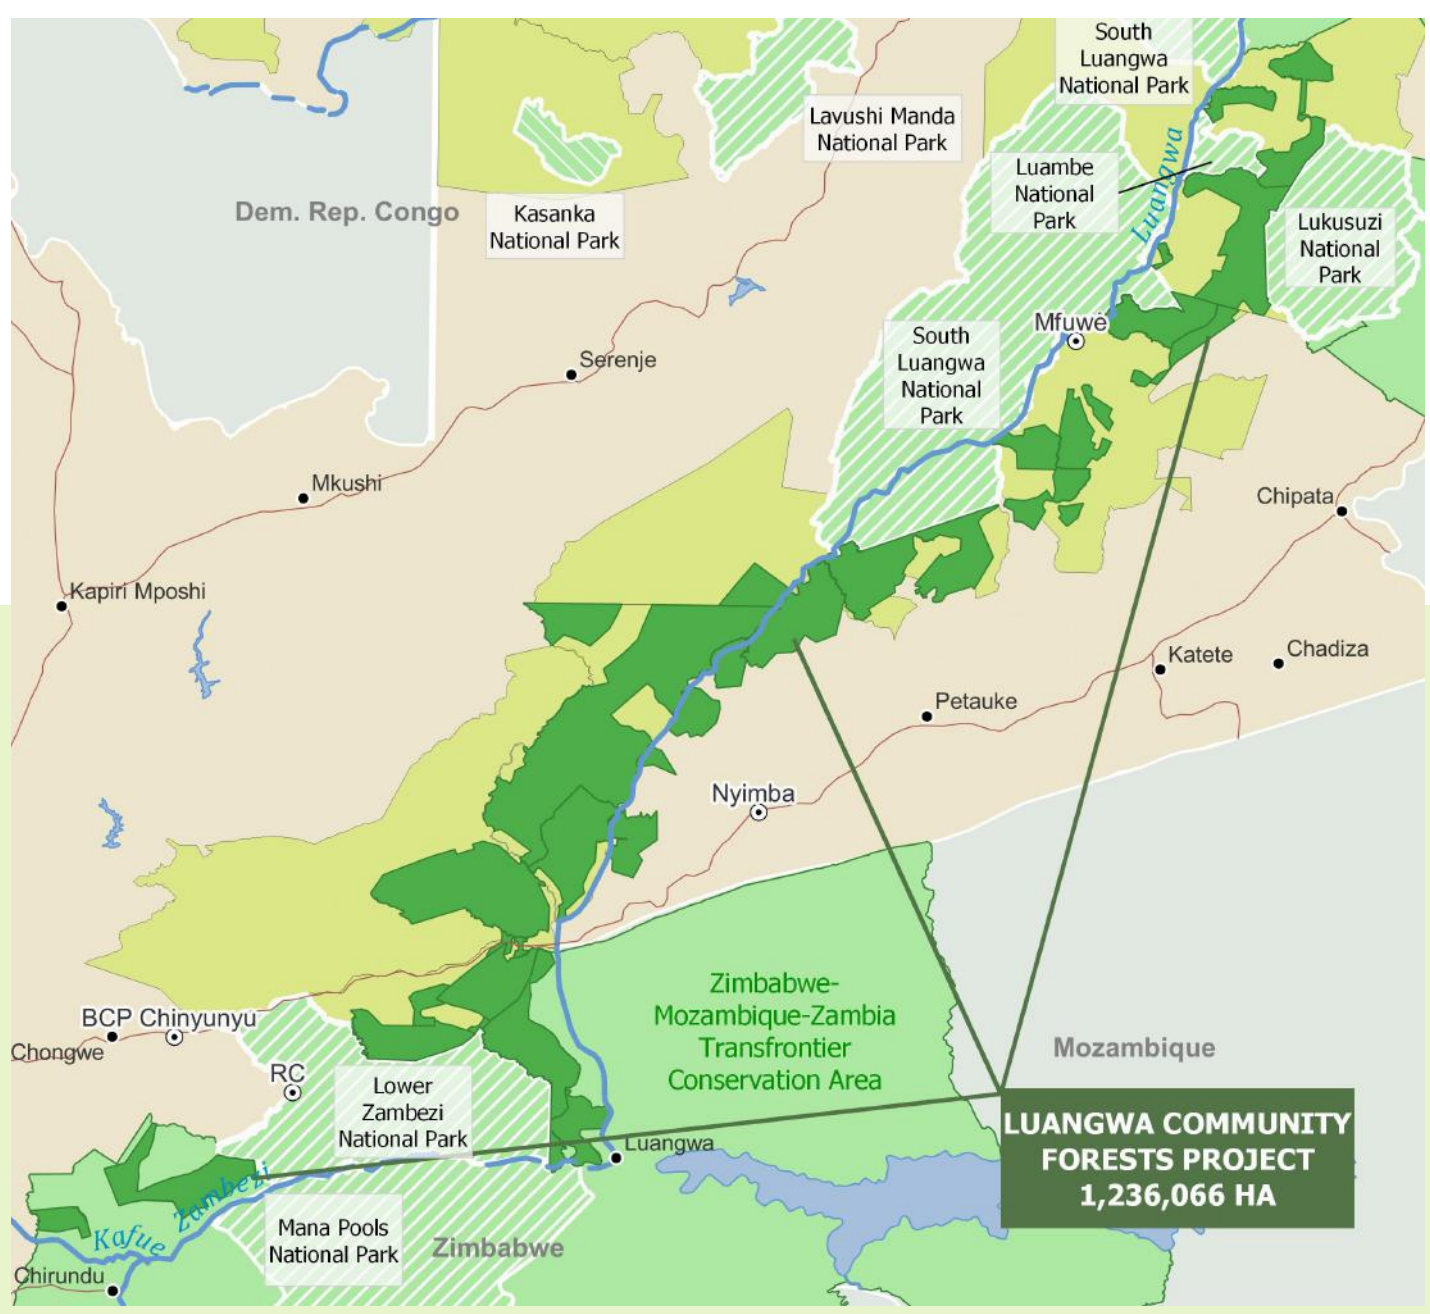 South
Luangwa
National Park
Lavushi Manda
National Park
Luambe
National
Park
Luangwa
Kasanka
National Park
Dem. Rep. Congo
Lukusuzi
National
Park
Mfuwe
South
Luangwa
National
Park
Serenje
Mkushi
Chipata
Kapiri Mposhi
Katete
Chadiza
Petauke
Nyimba
Zimbabwe-
Mozambique-Zambia
Transfrontier
Conservation Area
BCP Chinyunyu
Chongwe
RC
Mozambique
Lower
Zambezi
National Park
LUANGWA COMMUNITY
FORESTS PROJECT
1,236,066 HA
Luangwa
Zambezi
Kafue
Mana Pools
National Park
Zimbabwe
Chirundu